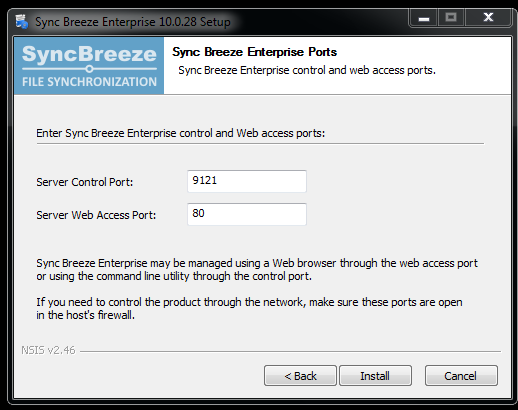 Sync Breeze Enterprise 10.0.28 Setup
SyncBreeze
FILE SYNCHRONIZATION
Sync Breeze Enterprise Ports
Sync Breeze Enterprise control and web access ports.
Enter Sync Breeze Enterprise control and Web access ports:
Server Control Port: 9121
Server Web Access Port: 80
Sync Breeze Enterprise may be managed using a Web browser through the web access port
or using the command line utility through the control port.
If you need to control the product through the network, make sure these ports are open
in the host's firewall.
NSIS v2.46
< Back Install Cancel